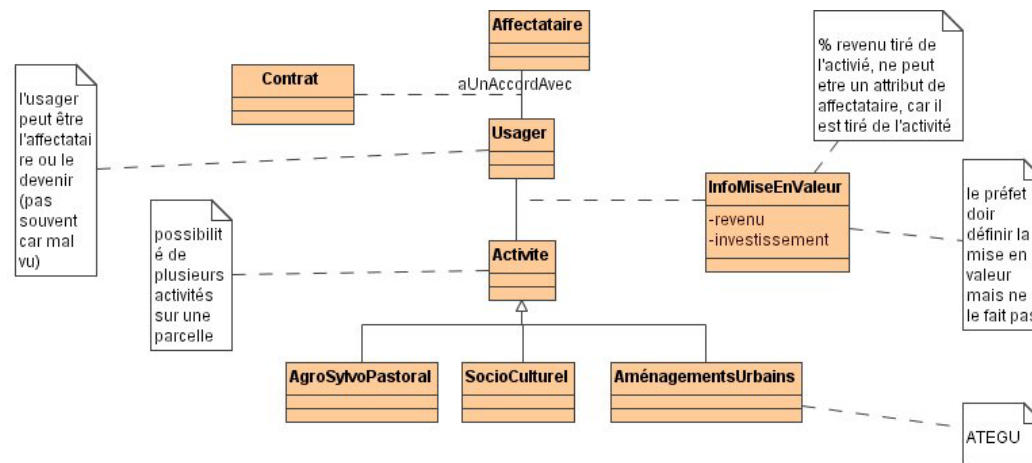 Affectataire
% revenu tiré de
l'activié, ne peut
etre un attribut de
affectataire, car il
est tiré de l'activité
Contrat
aUnAccordAvec
l'usager
peut être
l'affectatai
re ou le
devenir
(pas
souvent
car mal
vu)
Usager
InfoMiseEnValeur
-revenu
-investissement
le préfet
doir
définir la
mise en
valeur
mais ne
le fait pas
possibilit
é de
plusieurs
activités
sur une
parcelle
Activite
AgroSylvoPastoral
SocioCulturel
AménagementsUrbains
ATEGU